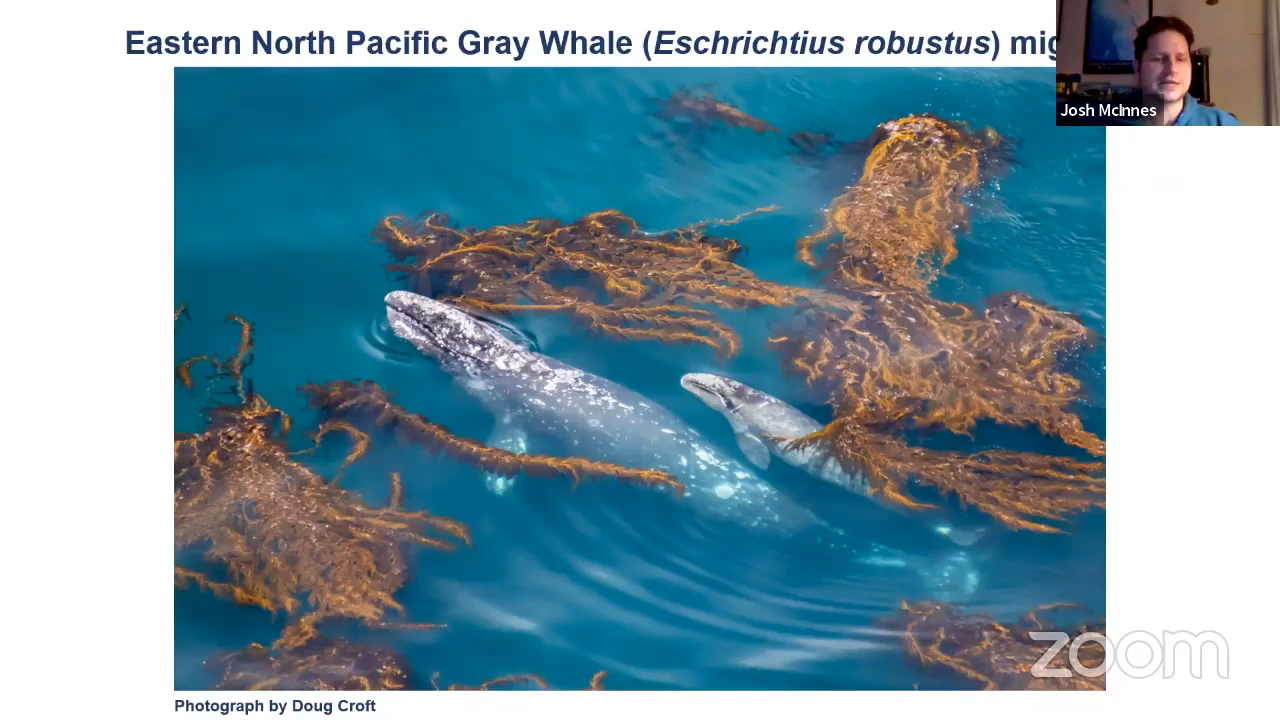 Eastern North Pacific Gray Whale (Eschrichtius robustus) mig
Josh McInnes
zoom
Photograph by Doug Croft